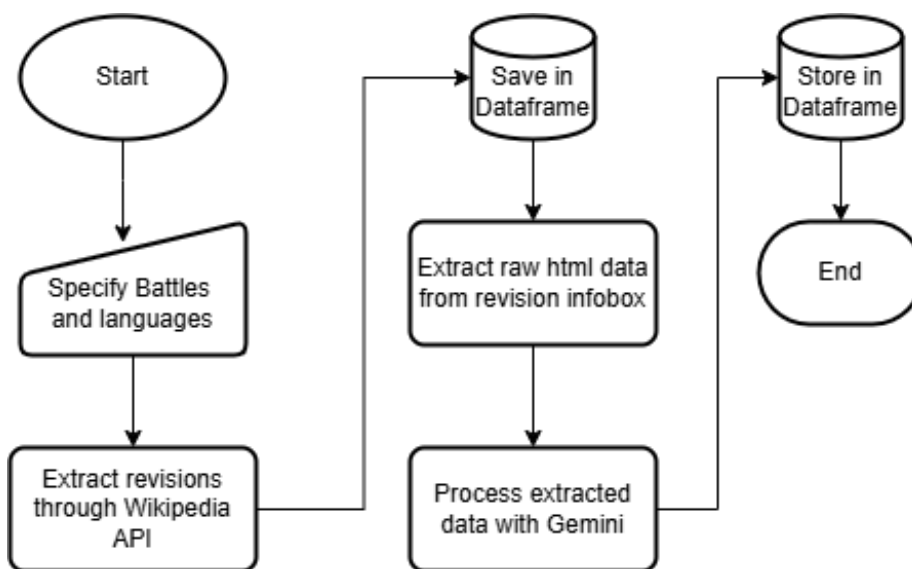 Start
Specify Battles
and languages
Extract revisions
through Wikipedia
API
Save in
Dataframe
Extract raw html data
from revision infobox
Process extracted
data with Gemini
Store in
Dataframe
End